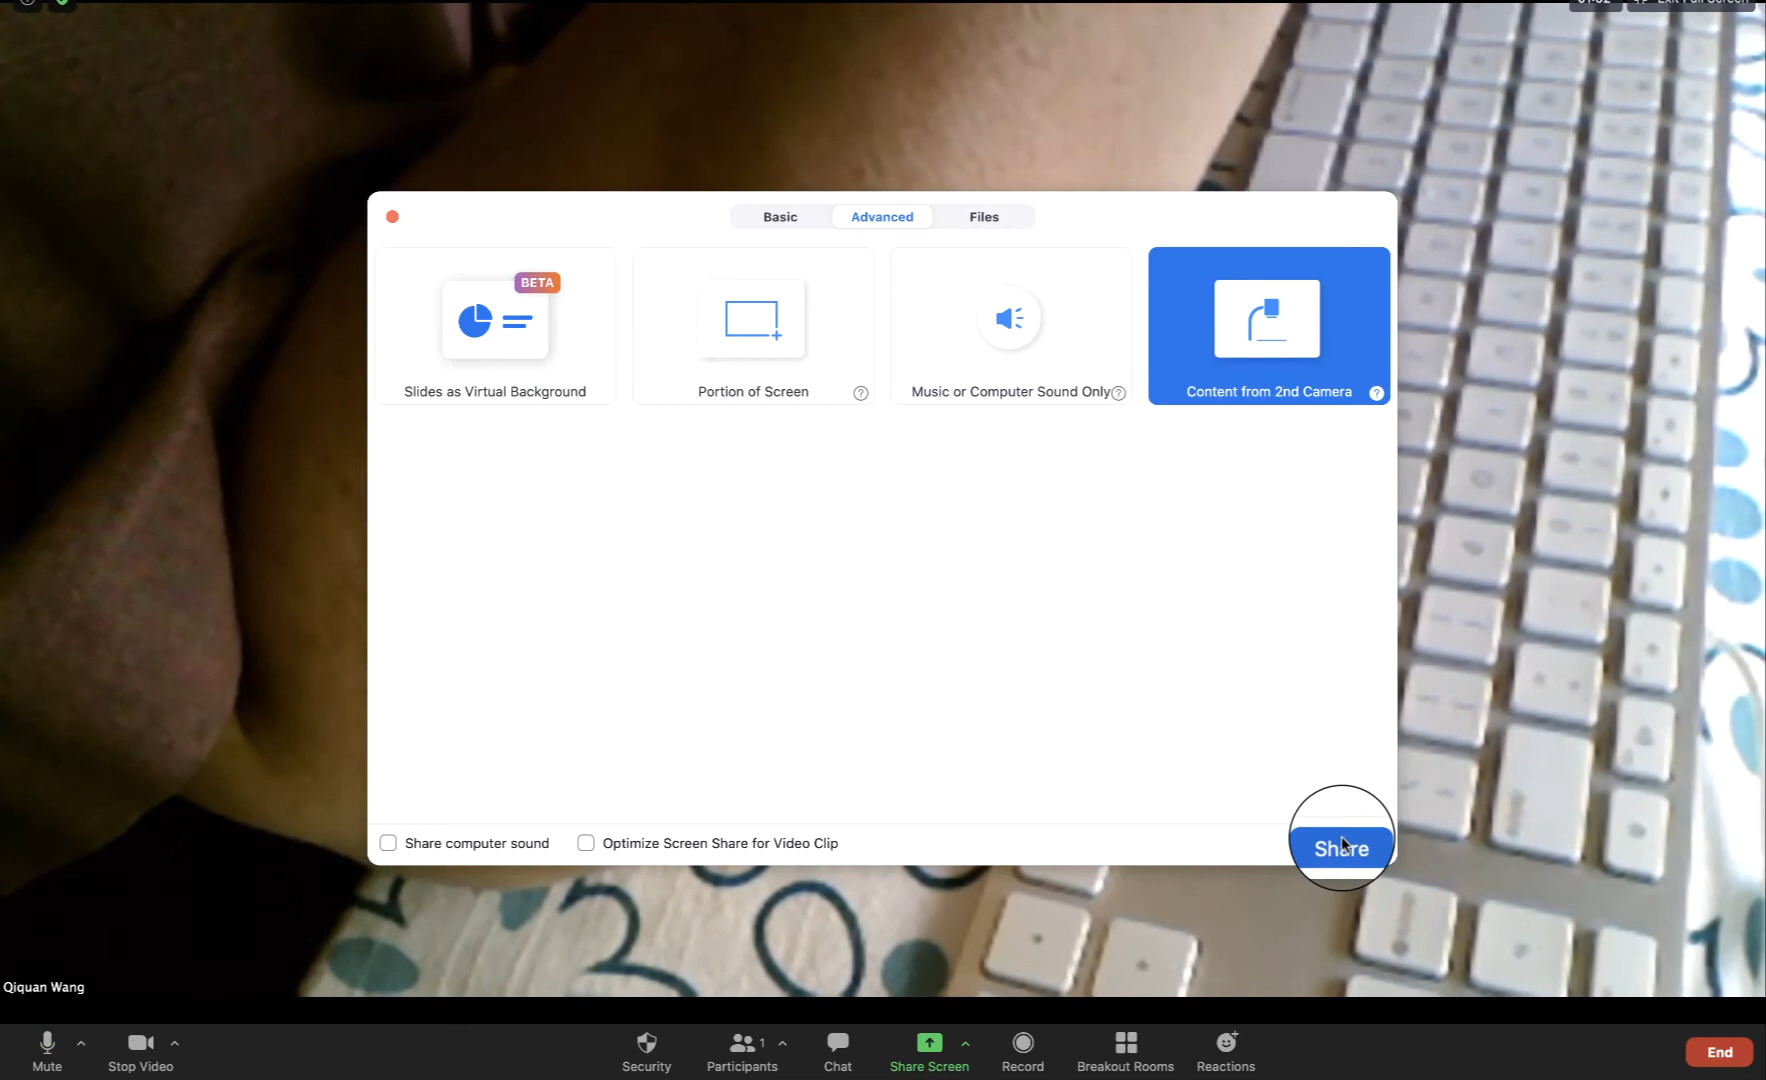 Basic
Advanced
Files
BETA
Slides as Virtual Background
Portion of Screen
?
Music or Computer Sound Only
?
Content from 2nd Camera
?
Share computer sound
Optimize Screen Share for Video Clip
Share
Qiquan Wang
Mute
Stop Video
Security
1
Participants
Chat
Share Screen
Record
Breakout Rooms
Reactions
End